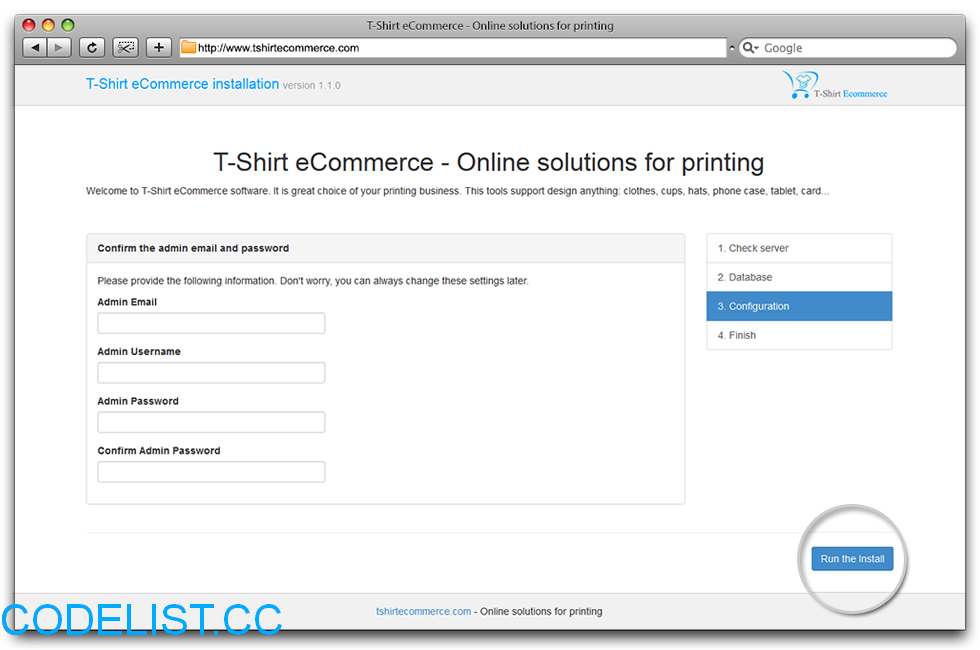 T-Shirt eCommerce - Online solutions for printing
http://www.tshirtecommerce.com
Google
T-Shirt eCommerce installation version 1.1.0
T-Shirt Ecommerce
T-Shirt eCommerce - Online solutions for printing
Welcome to T-Shirt eCommerce software. It is great choice of your printing business. This tools support design anything: clothes, cups, hats, phone case, tablet, card...
Confirm the admin email and password
Please provide the following information. Don't worry, you can always change these settings later.
Admin Email
Admin Username
Admin Password
Confirm Admin Password
1. Check server
2. Database
3. Configuration
4. Finish
Run the Install
tshirtecommerce.com - Online solutions for printing
CODELIST.CC